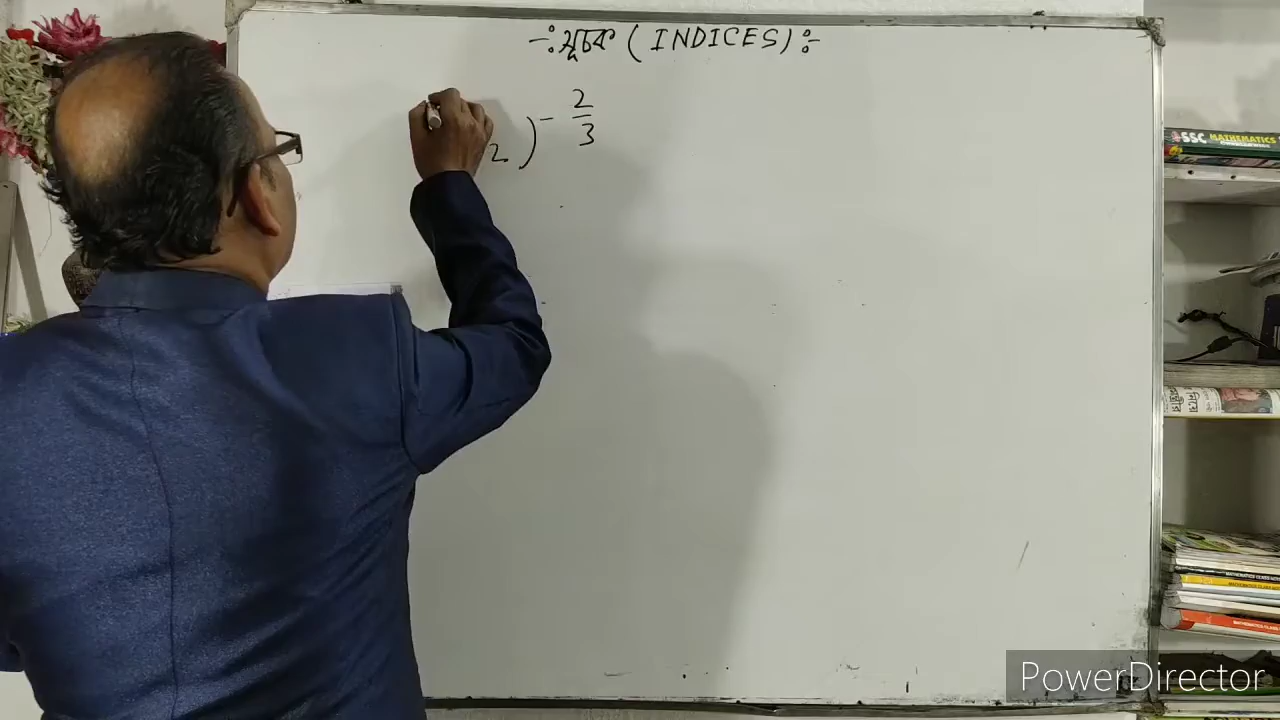 -:সূচক (INDICES):-
2)^-2/3
SSC MATHEMATICS
PowerDirector